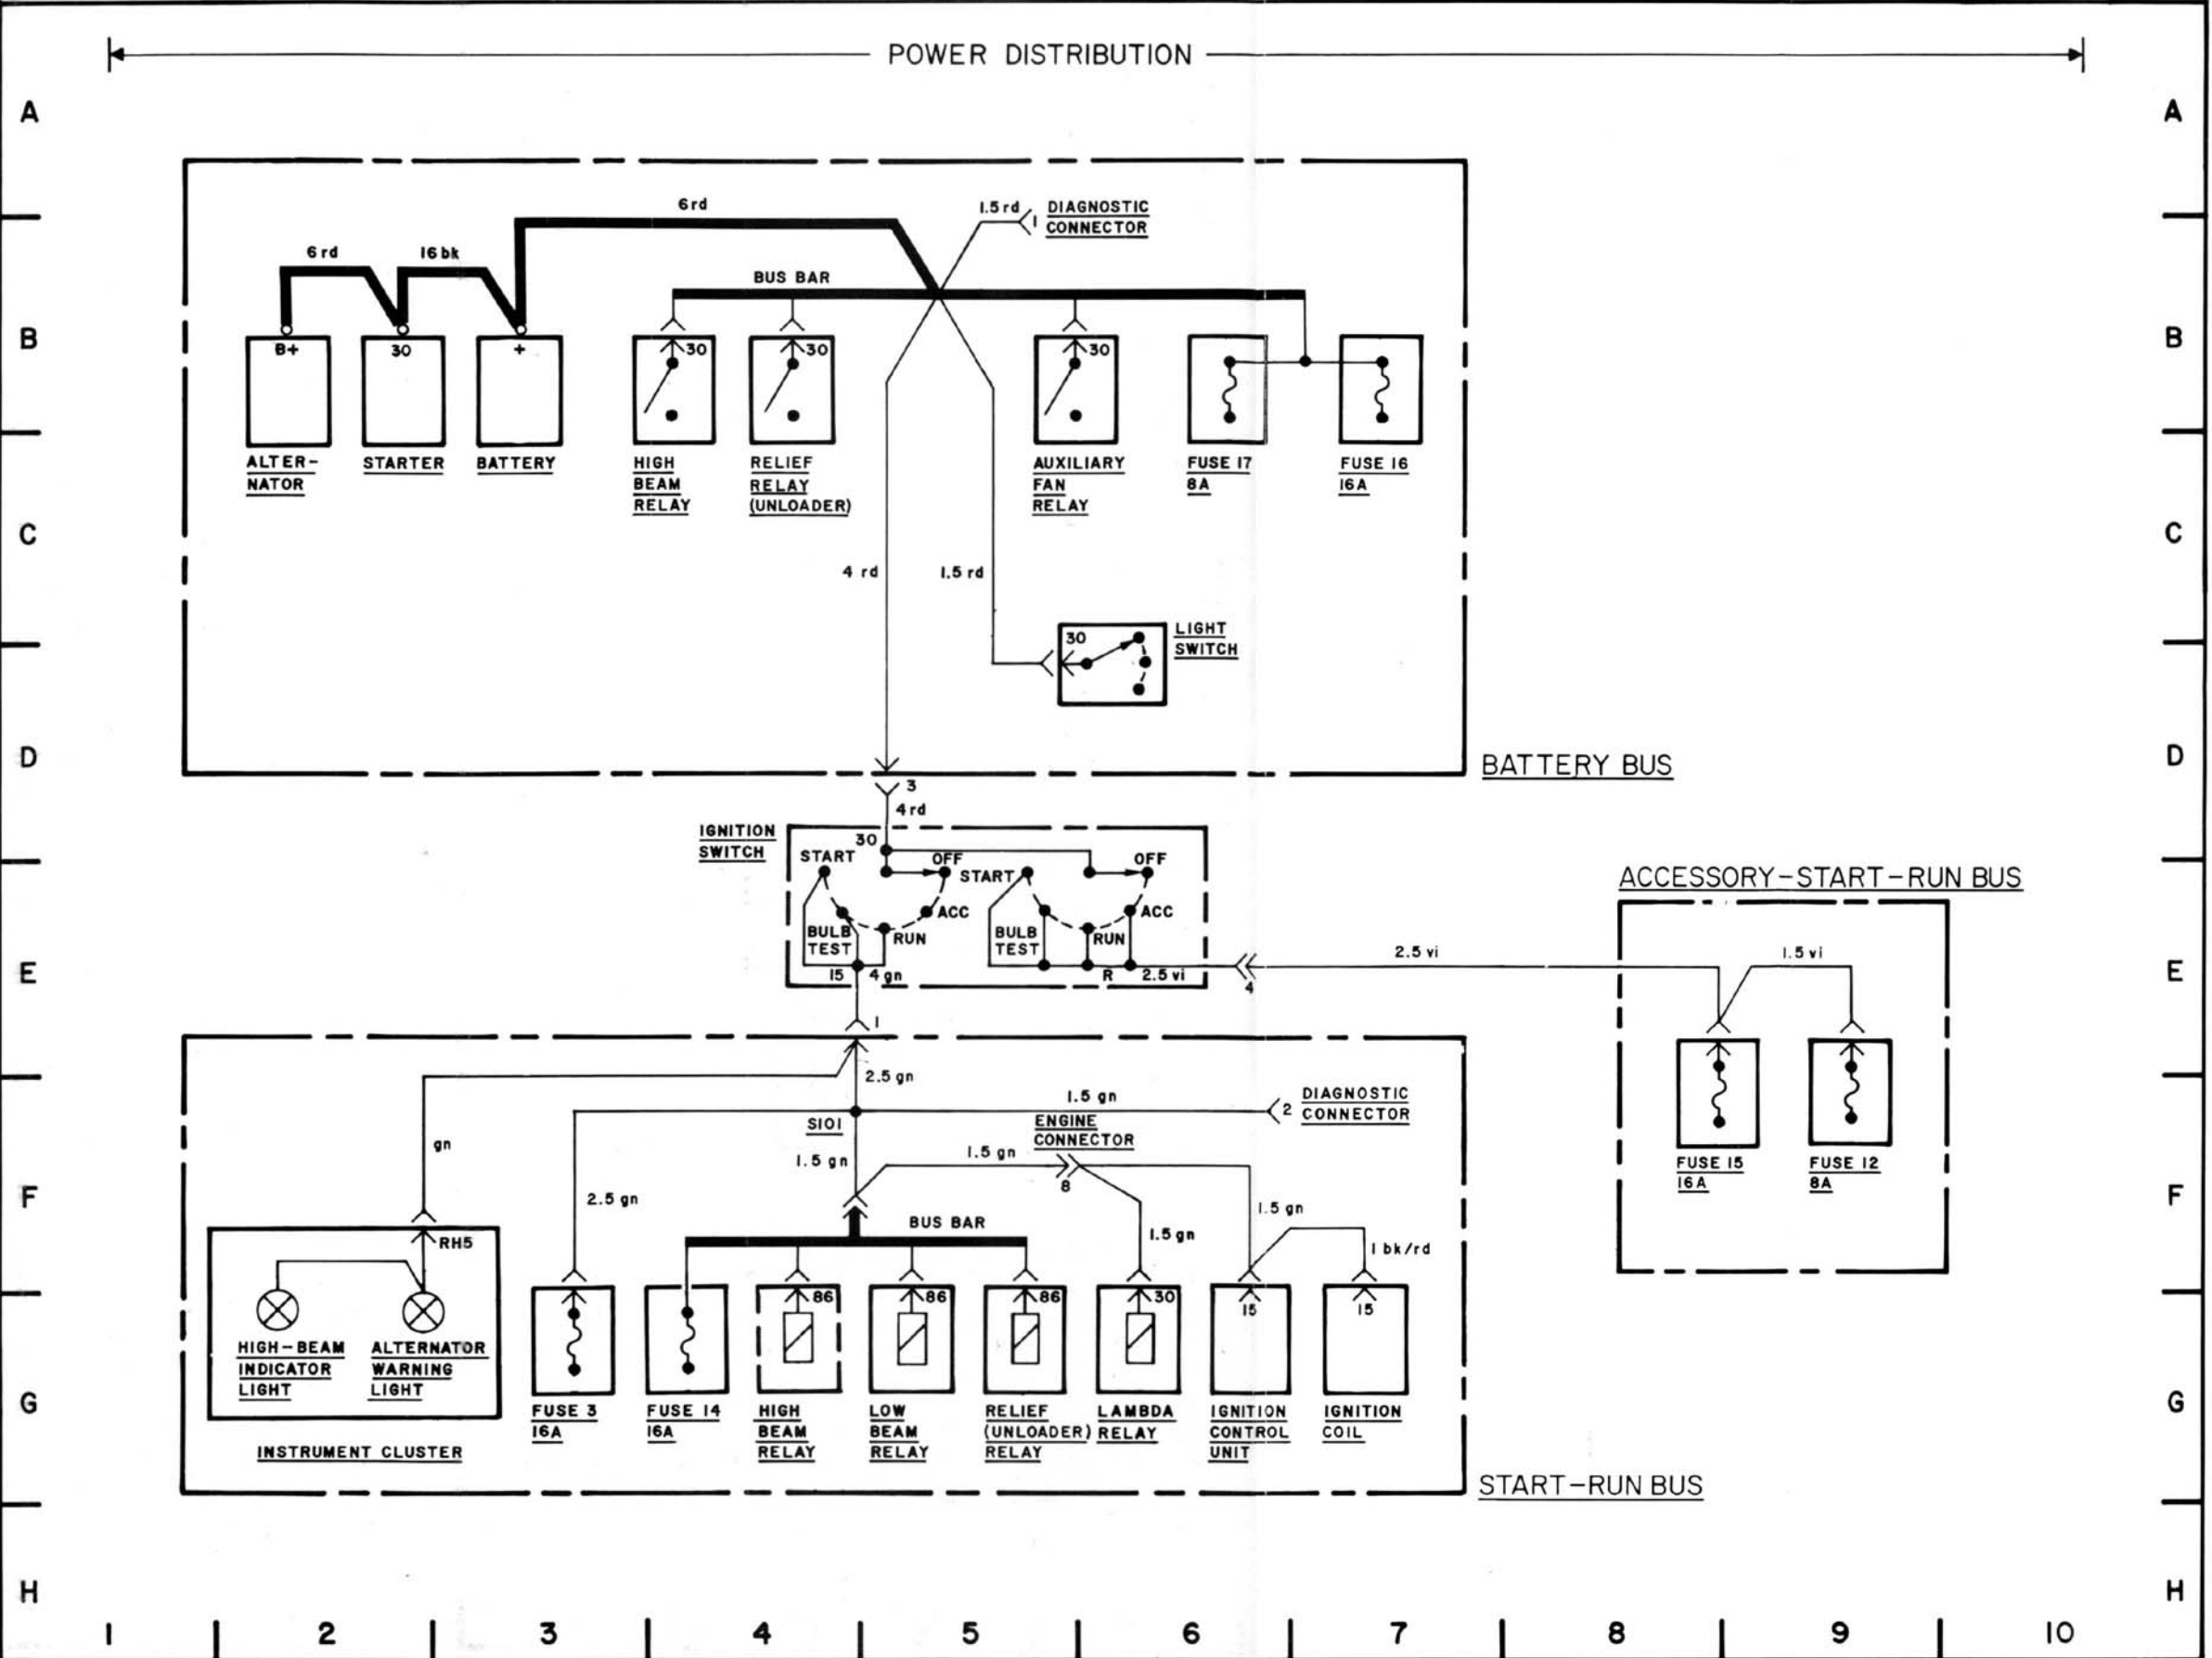 POWER DISTRIBUTION
A
A
6 rd
1.5 rd
1
DIAGNOSTIC
CONNECTOR
6 rd
16 bk
BUS BAR
B
B
B+
30
+
30
30
30
ALTER-
NATOR
STARTER
BATTERY
HIGH
BEAM
RELAY
RELIEF
RELAY
(UNLOADER)
AUXILIARY
FAN
RELAY
FUSE 17
8A
FUSE 16
16A
C
C
4 rd
1.5 rd
30
LIGHT
SWITCH
D
D
BATTERY BUS
3
4 rd
IGNITION
SWITCH
30
START
OFF
START
OFF
ACC
ACC
BULB
TEST
RUN
BULB
TEST
RUN
15
4 gn
R
2.5 vi
4
2.5 vi
ACCESSORY-START-RUN BUS
1.5 vi
E
E
1
2.5 gn
1.5 gn
2
DIAGNOSTIC
CONNECTOR
S101
ENGINE
CONNECTOR
gn
1.5 gn
1.5 gn
8
FUSE 15
16A
FUSE 12
8A
F
F
2.5 gn
1.5 gn
BUS BAR
1.5 gn
1 bk/rd
RH5
86
86
86
30
15
15
HIGH-BEAM
INDICATOR
LIGHT
ALTERNATOR
WARNING
LIGHT
G
G
FUSE 3
16A
FUSE 14
16A
HIGH
BEAM
RELAY
LOW
BEAM
RELAY
RELIEF
(UNLOADER)
RELAY
LAMBDA
RELAY
IGNITION
CONTROL
UNIT
IGNITION
COIL
INSTRUMENT CLUSTER
START-RUN BUS
H
H
1 2 3 4 5 6 7 8 9 10